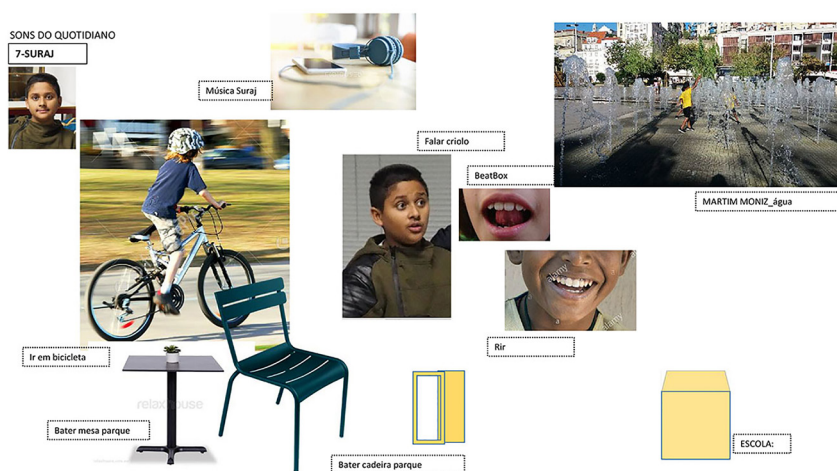 SONS DO QUOTIDIANO
7-SURAJ
Música Suraj
Falar criolo
BeatBox
MARTIM MONIZ_água
Rir
Ir em bicicleta
relaxhouse
Bater mesa parque
Bater cadeira parque
ESCOLA: